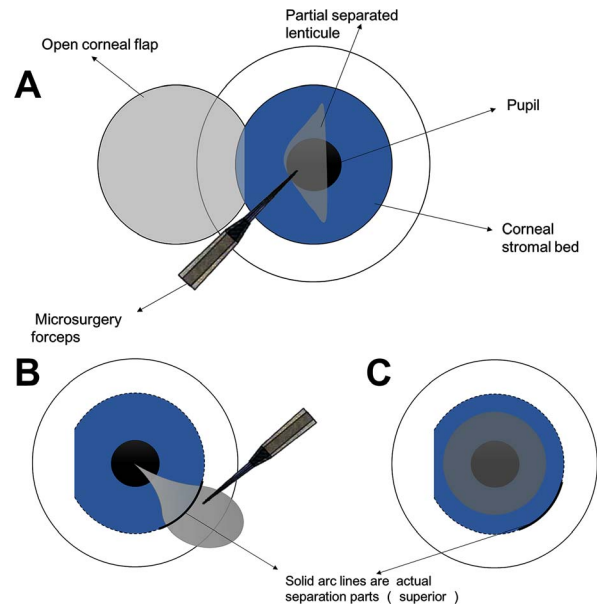 Partial separated
lenticule
Open corneal flap
A
Pupil
Corneal
stromal bed
Microsurgery
forceps
B
C
Solid arc lines are actual
separation parts ( superior )